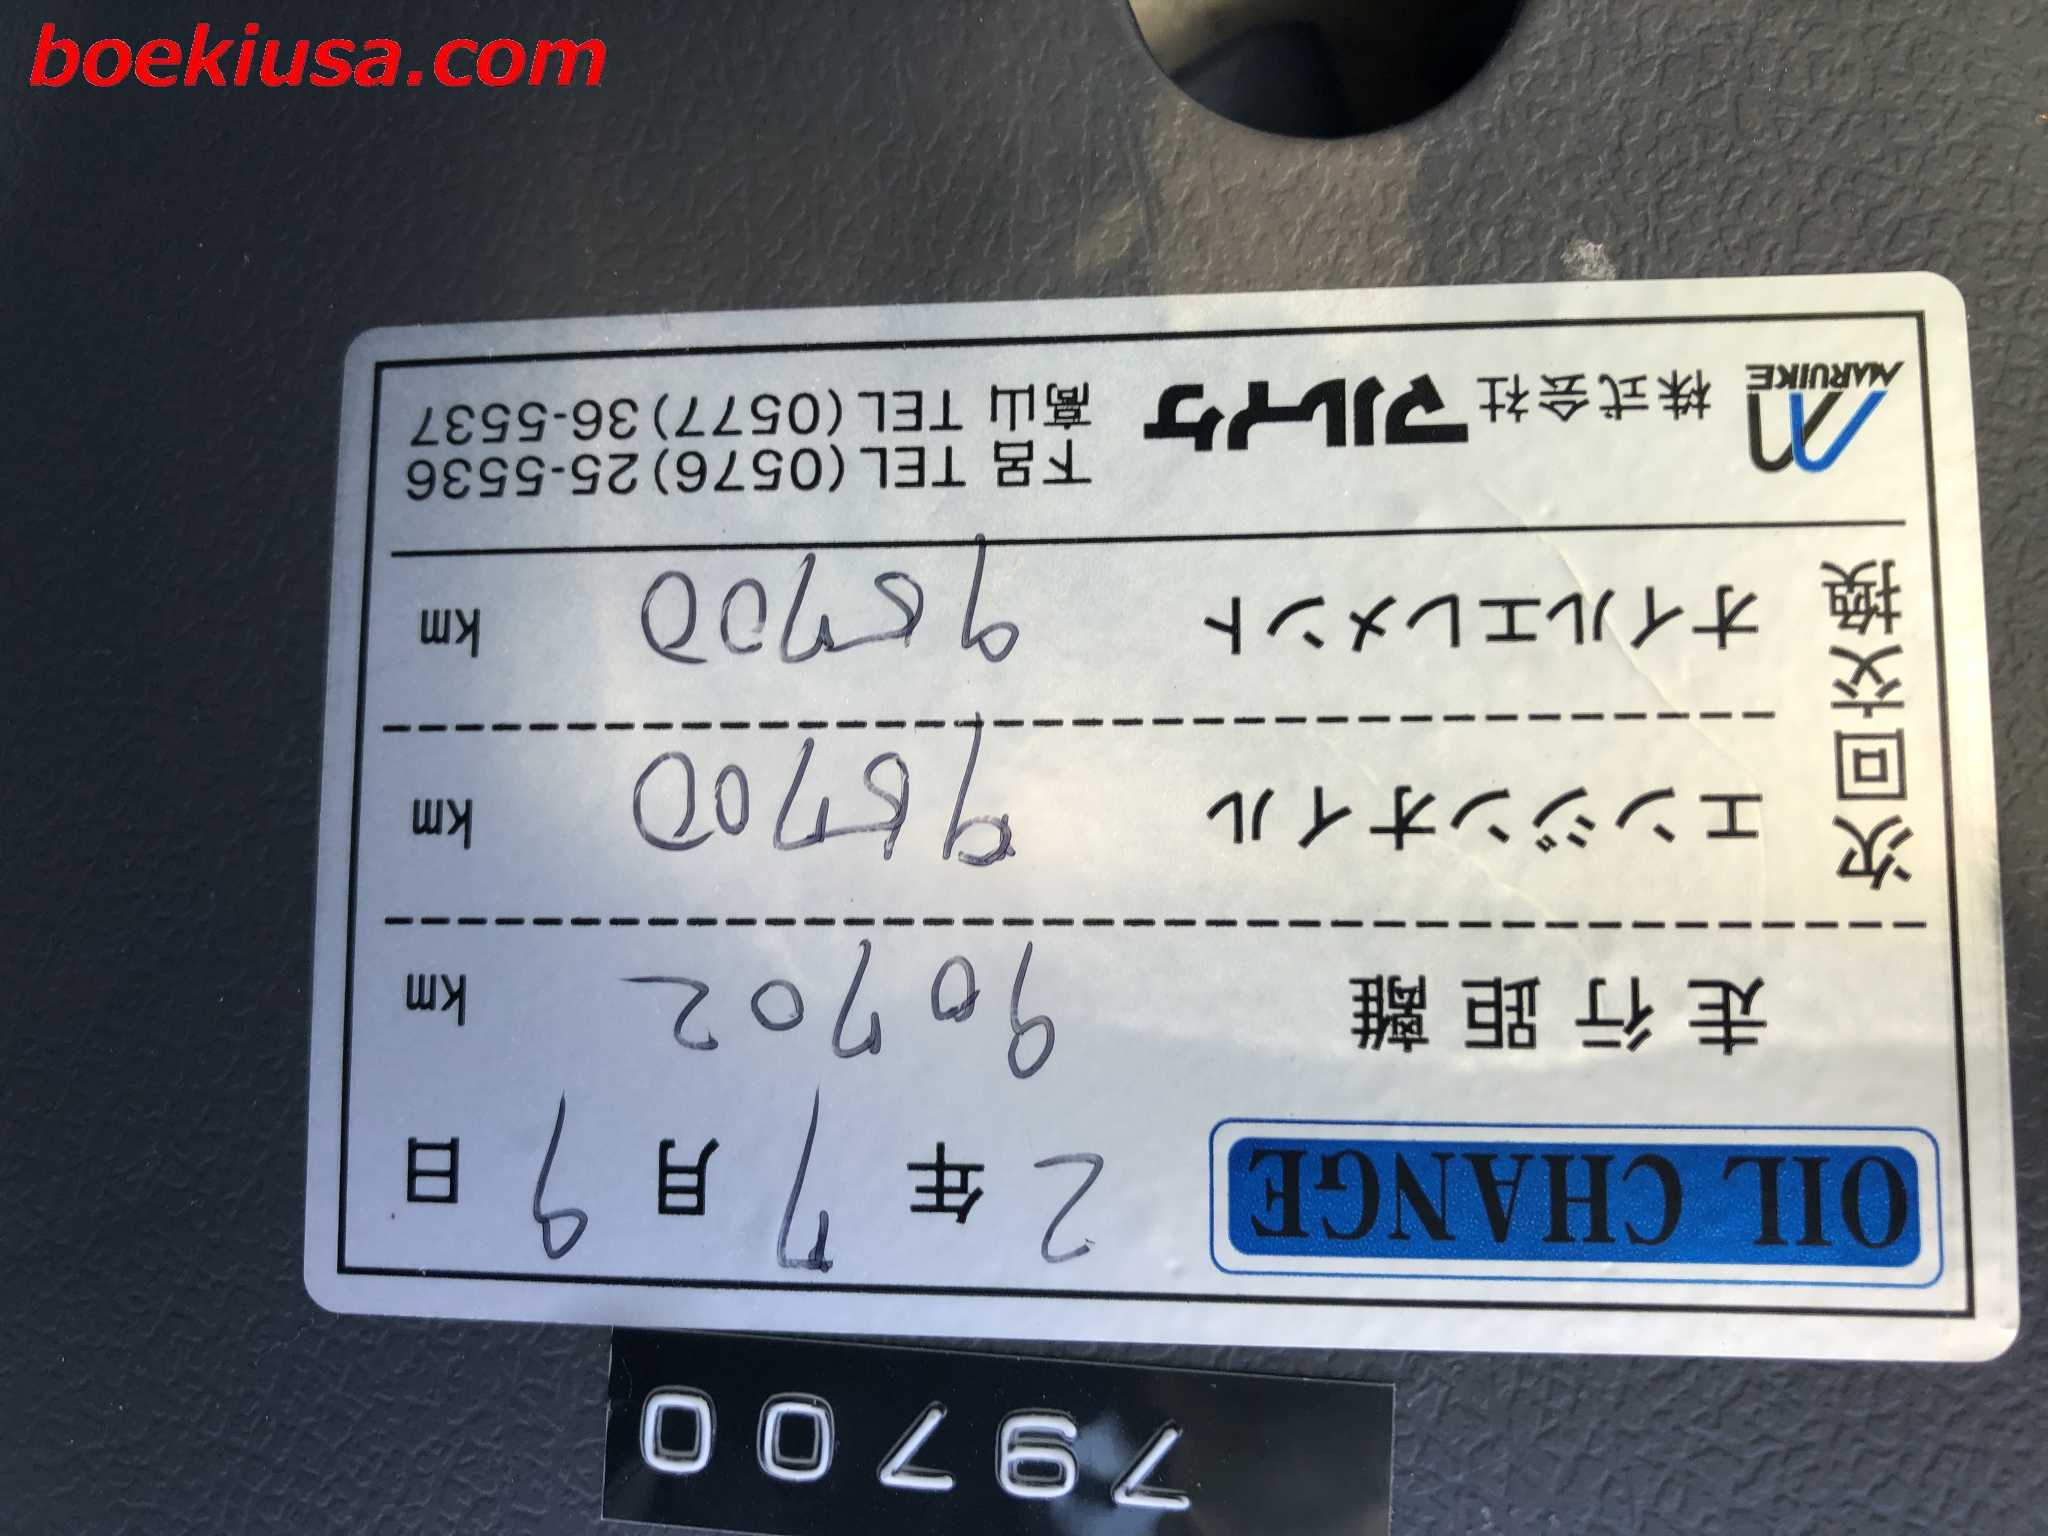 boekiusa.com
79700
OIL CHANGE 2年7月9日
走行距離 90702 km
次回交換 エンジンオイル 95700 km
オイルエレメント 95700 km
MARUIKE 株式会社 マルイケ
下呂 TEL (0576) 25-5536
高山 TEL (0577) 36-5537